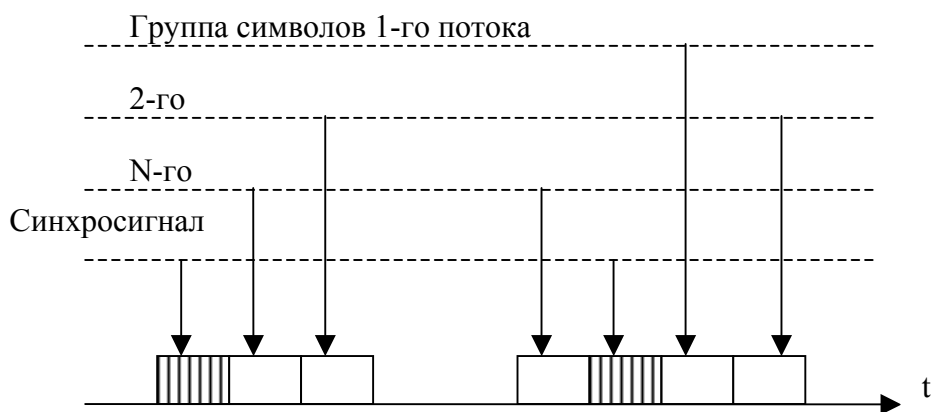 Группа символов 1-го потока
2-го
N-го
Синхросигнал
t